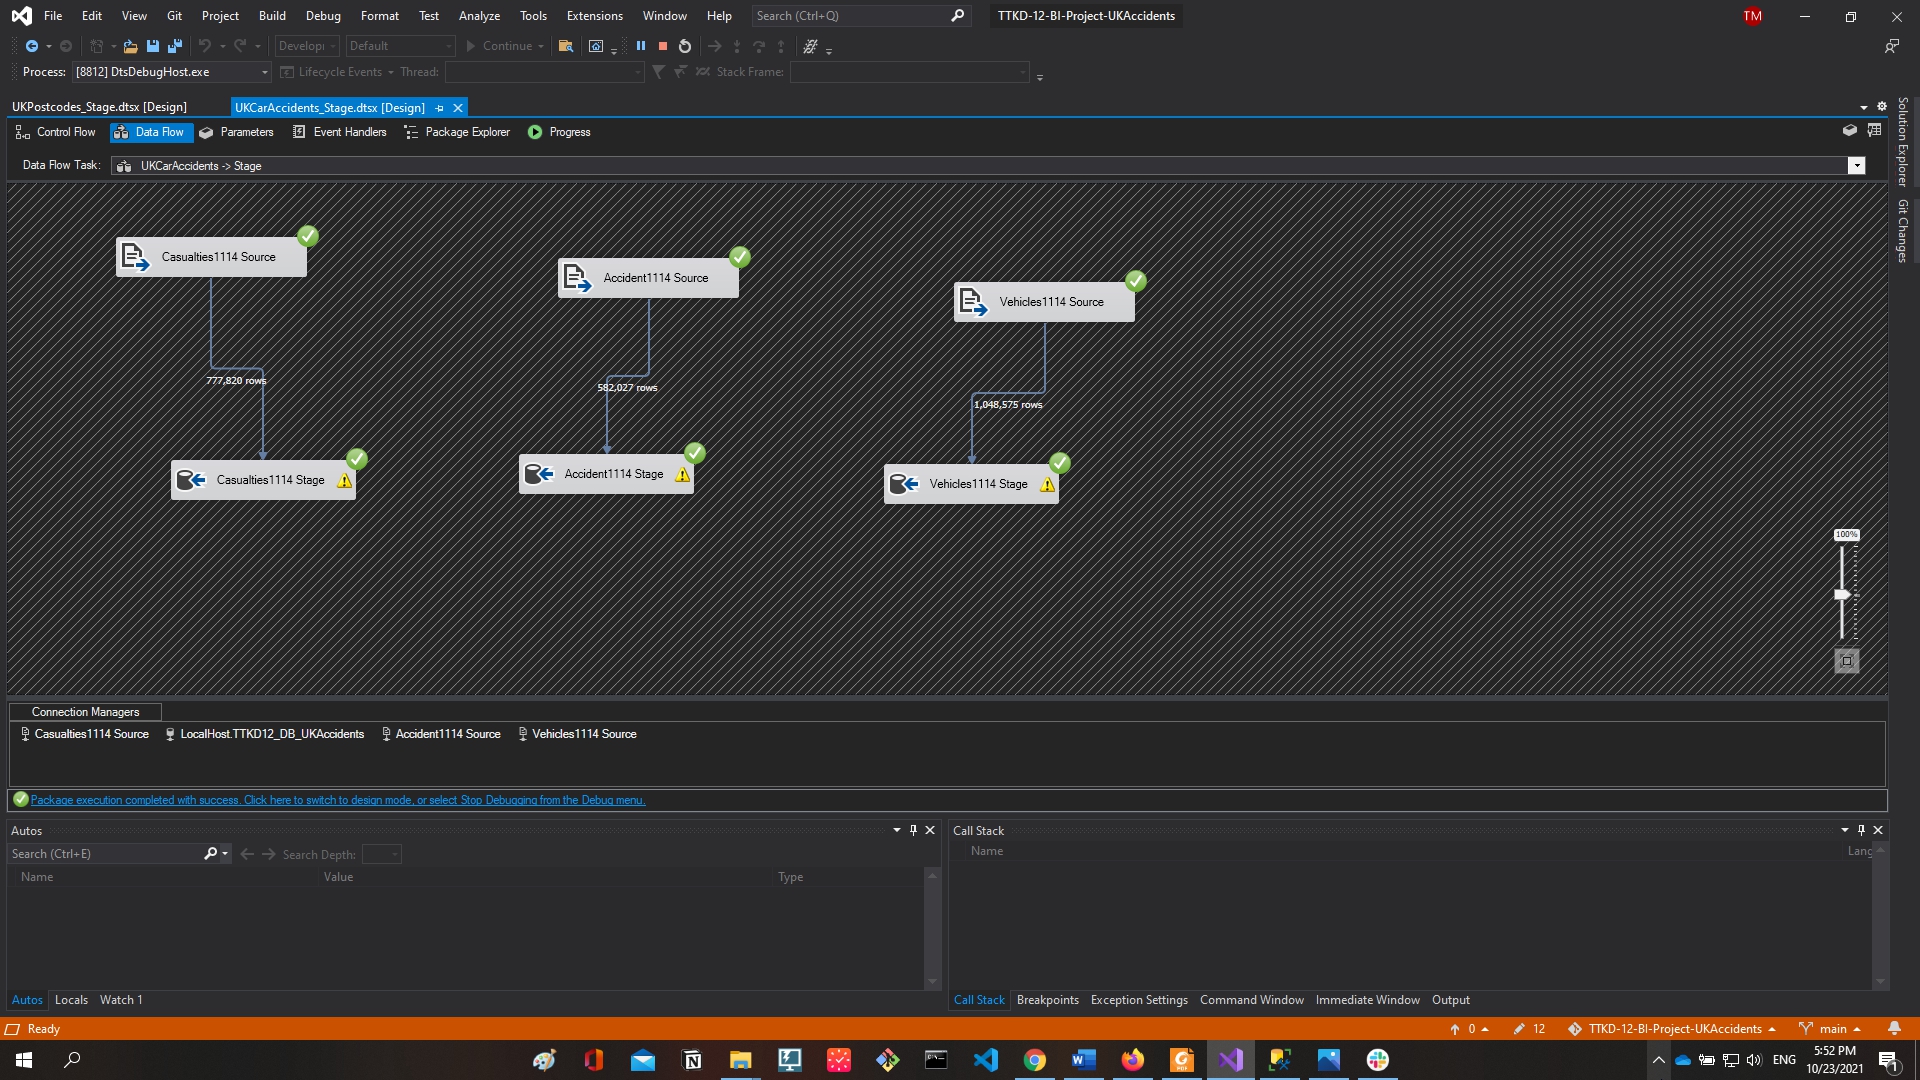 File Edit View Git Project Build Debug Format Test Analyze Tools Extensions Window Help Search (Ctrl+Q) TTKD-12-BI-Project-UKAccidents TM
Developi Default Continue
Process: [8812] DtsDebugHost.exe Lifecycle Events Thread: Stack Frame:
UKPostcodes_Stage.dtsx [Design] UKCarAccidents_Stage.dtsx [Design]
Control Flow Data Flow Parameters Event Handlers Package Explorer Progress
Data Flow Task: UKCarAccidents -> Stage
Solution Explorer
Git Changes
Casualties1114 Source
Accident1114 Source
Vehicles1114 Source
777,820 rows
582,027 rows
1,048,575 rows
Casualties1114 Stage
Accident1114 Stage
Vehicles1114 Stage
100%
Connection Managers
Casualties1114 Source LocalHost.TTKD12_DB_UKAccidents Accident1114 Source Vehicles1114 Source
Package execution completed with success. Click here to switch to design mode, or select Stop Debugging from the Debug menu.
Autos
Search (Ctrl+E) Search Depth:
Name Value Type
Autos Locals Watch 1
Call Stack
Name Lang
Call Stack Breakpoints Exception Settings Command Window Immediate Window Output
Ready 0 12 TTKD-12-BI-Project-UKAccidents main
ENG 5:52 PM
10/23/2021 1